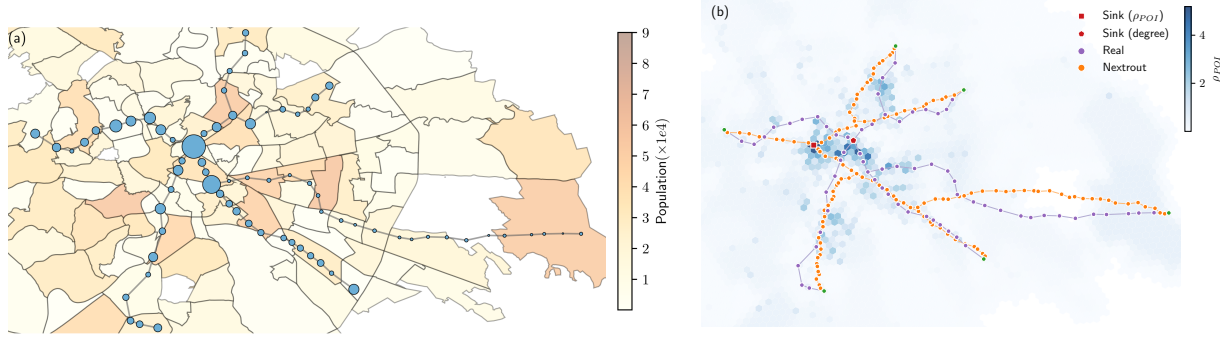 (a)
9
8
7
6
5
4
3
2
1
Population(×1e4)
(b)
Sink (ρPOI)
Sink (degree)
Real
Nextrout
4
2
ρPOI